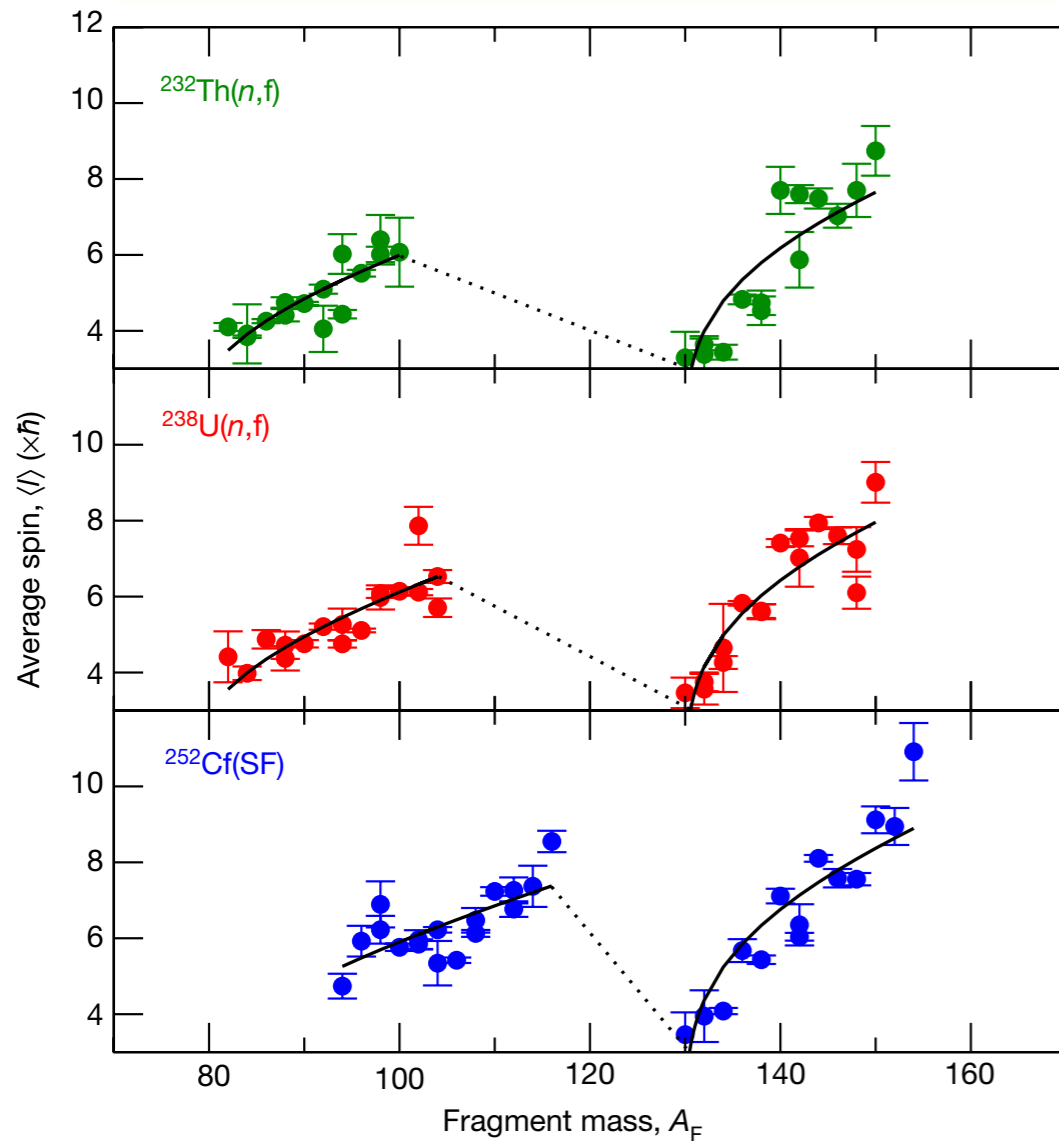 12
10
8
6
4
²³²Th(n,f)
10
8
6
4
²³⁸U(n,f)
10
8
6
4
²⁵²Cf(SF)
Average spin, ⟨I⟩ (×ℏ)
80 100 120 140 160
Fragment mass, A_F